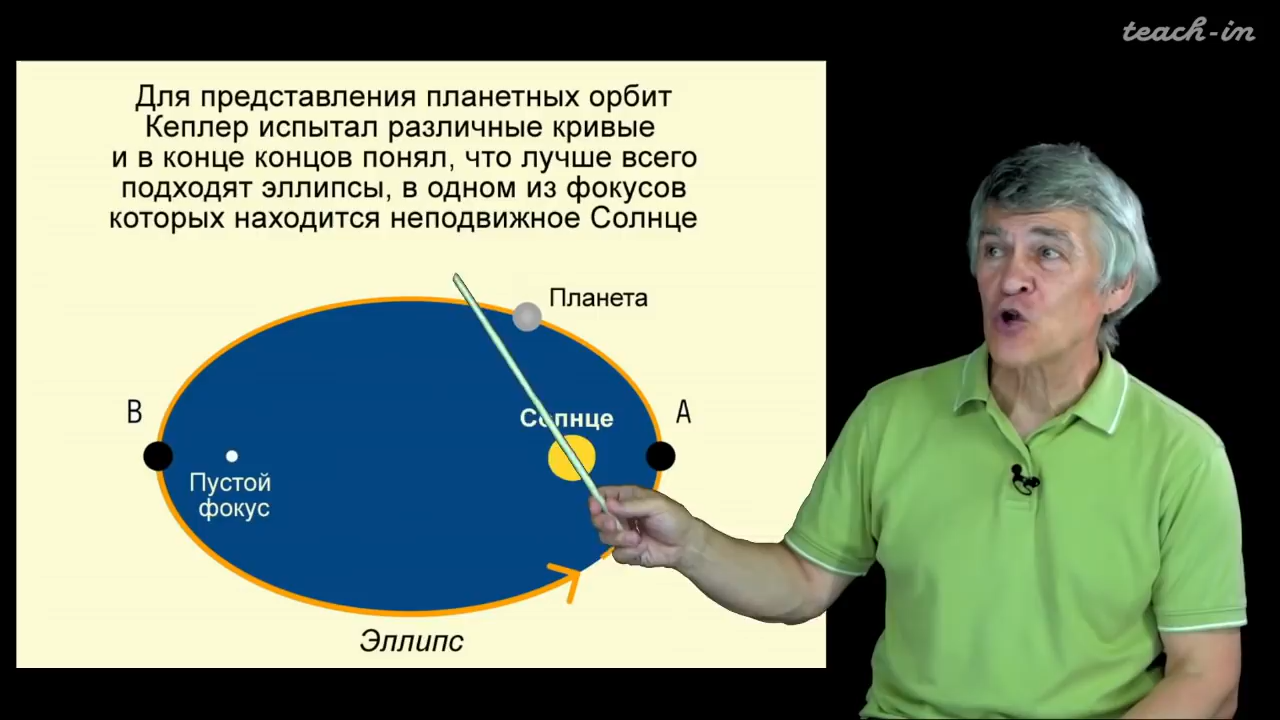 teach-in
Для представления планетных орбит
Кеплер испытал различные кривые
и в конце концов понял, что лучше всего
подходят эллипсы, в одном из фокусов
которых находится неподвижное Солнце
Планета
B
Солнце
A
Пустой
фокус
Эллипс